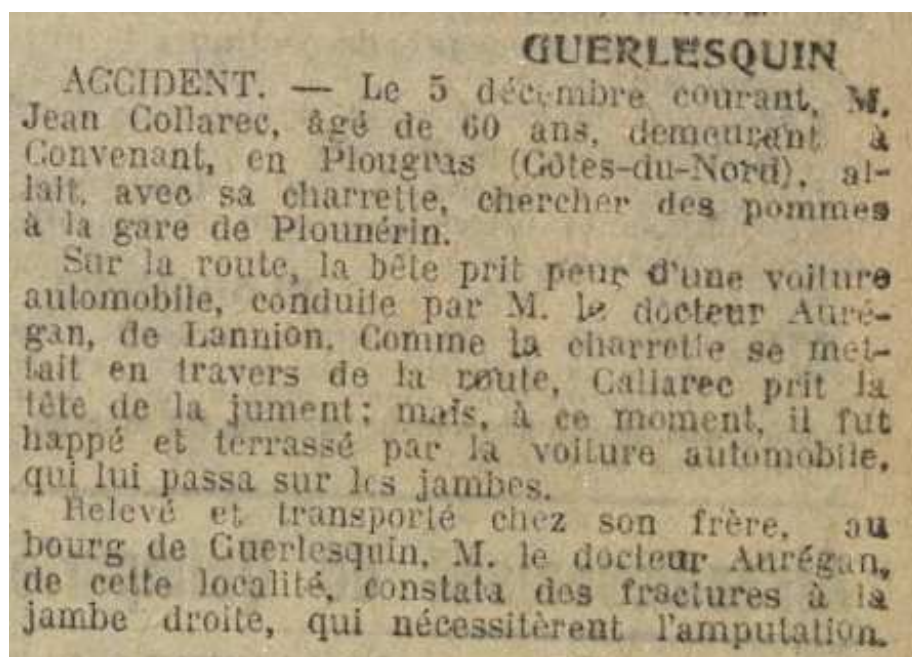 GUERLESQUIN
ACCIDENT. — Le 5 décembre courant, M.
Jean Collarec, âgé de 60 ans, demeurant à
Convenant, en Plougras (Côtes-du-Nord), al-
lait, avec sa charrette, chercher des pommes
à la gare de Plounérin.
Sur la route, la bête prit peur d'une voiture
automobile, conduite par M. le docteur Auré-
gan, de Lannion. Comme la charrette se met-
tait en travers de la route, Callarec prit la
tête de la jument; mais, à ce moment, il fut
happé et terrassé par la voiture automobile,
qui lui passa sur les jambes.
Relevé et transporté chez son frère, au
bourg de Guerlesquin, M. le docteur Aurégan,
de cette localité, constata des fractures à la
jambe droite, qui nécessitèrent l'amputation.